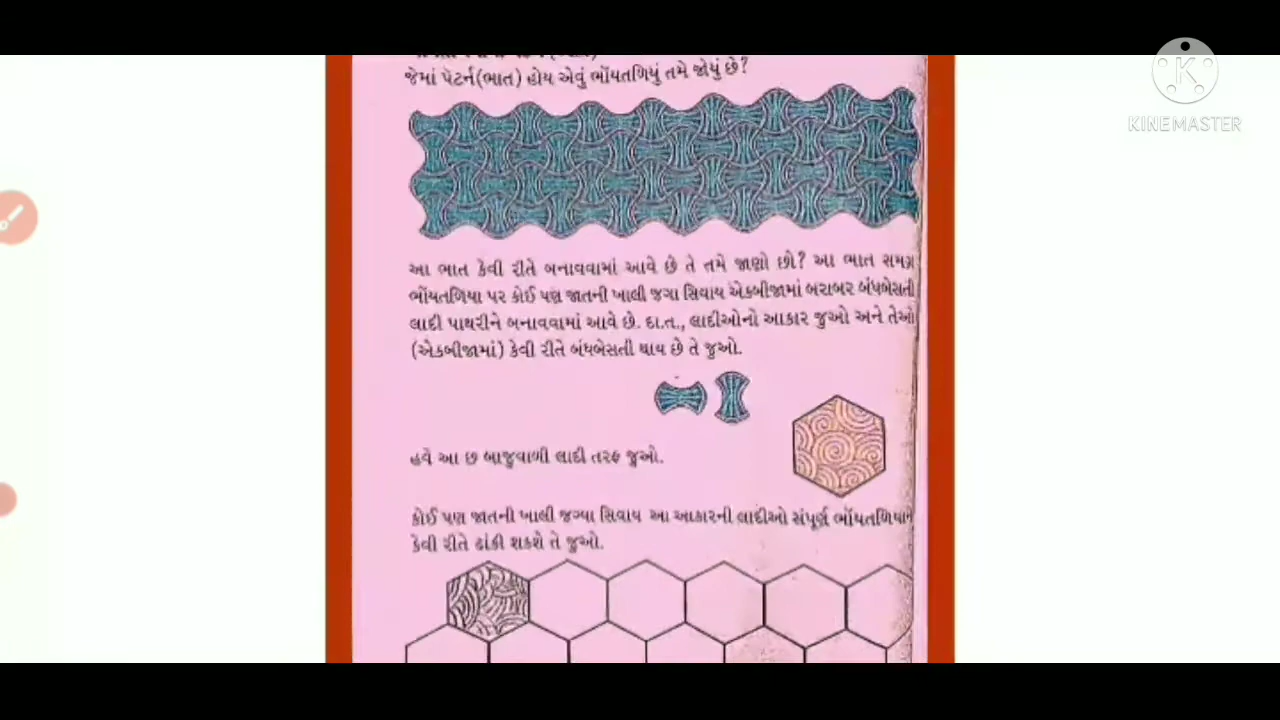 જેમાં પેટર્ન(ભાત) હોય એવું ભોંયતળિયું તમે જોયું છે?
K
KINEMASTER
આ ભાત કેવી રીતે બનાવવામાં આવે છે તે તમે જાણો છો? આ ભાત સમગ્ર
ભોંયતળિયા પર કોઈ પણ જાતની ખાલી જગા સિવાય એકબીજામાં બરાબર બંધબેસતી
લાદી પાથરીને બનાવવામાં આવે છે. દા.ત., લાદીઓનો આકાર જુઓ અને તેઓ
(એકબીજામાં) કેવી રીતે બંધબેસતી થાય છે તે જુઓ.
હવે આ છ બાજુવાળી લાદી તરફ જુઓ.
કોઈ પણ જાતની ખાલી જગ્યા સિવાય આ આકારની લાદીઓ સંપૂર્ણ ભોંયતળિયાને
કેવી રીતે ઢાંકી શકશે તે જુઓ.